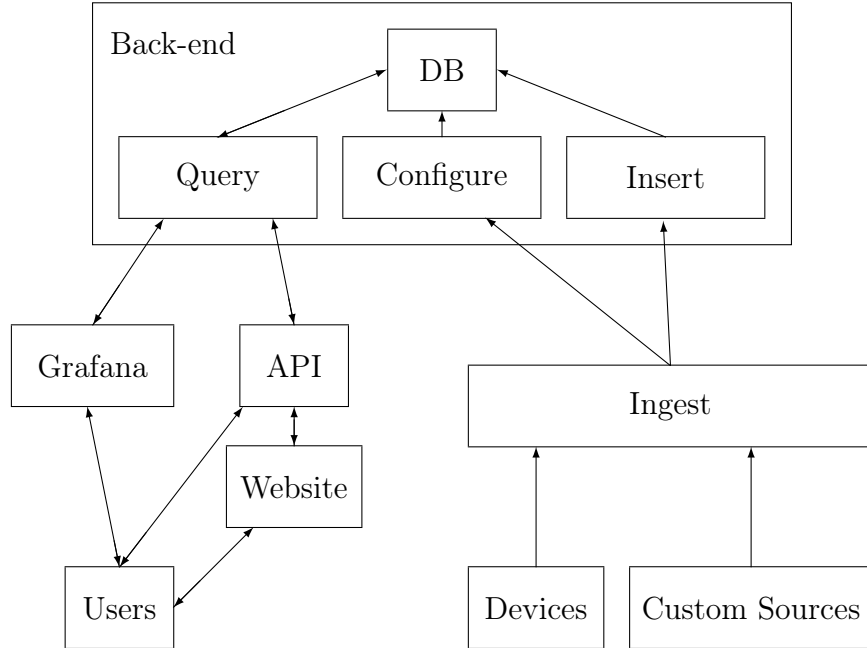 Back-end
DB
Query
Configure
Insert
Grafana
API
Ingest
Website
Users
Devices
Custom Sources